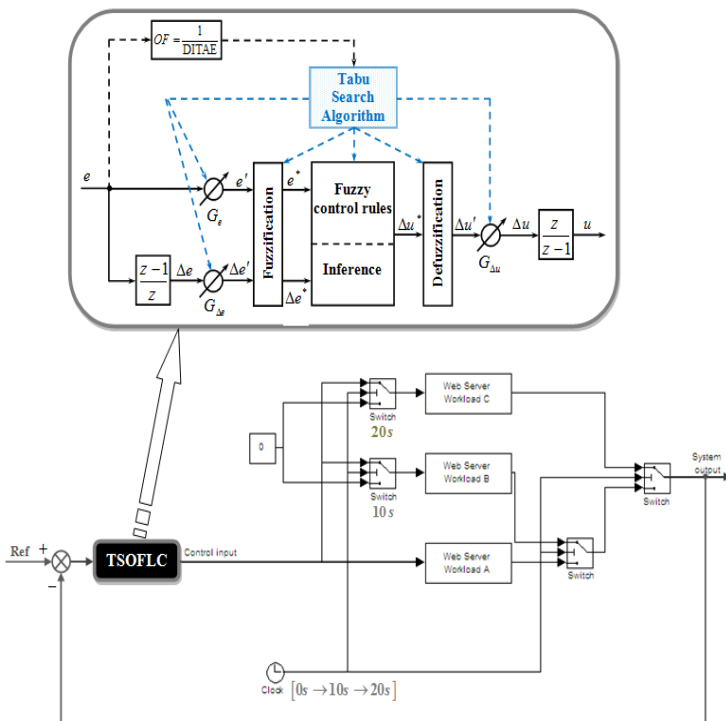 OF = 1/DITAE
Tabu
Search
Algorithm
e
G_e
e'
Fuzzification
e*
Fuzzy
control rules
Inference
Δu*
Defuzzification
Δu'
G_Δu
Δu
z/(z-1)
u
(z-1)/z
Δe
G_Δe
Δe'
Δe*
Web Server
Workload C
Switch
20s
0
Web Server
Workload B
Switch
10s
System
output
Switch
Ref
+
−
TSOFLC
Control input
Web Server
Workload A
Switch
Clock
[0s→10s→20s]